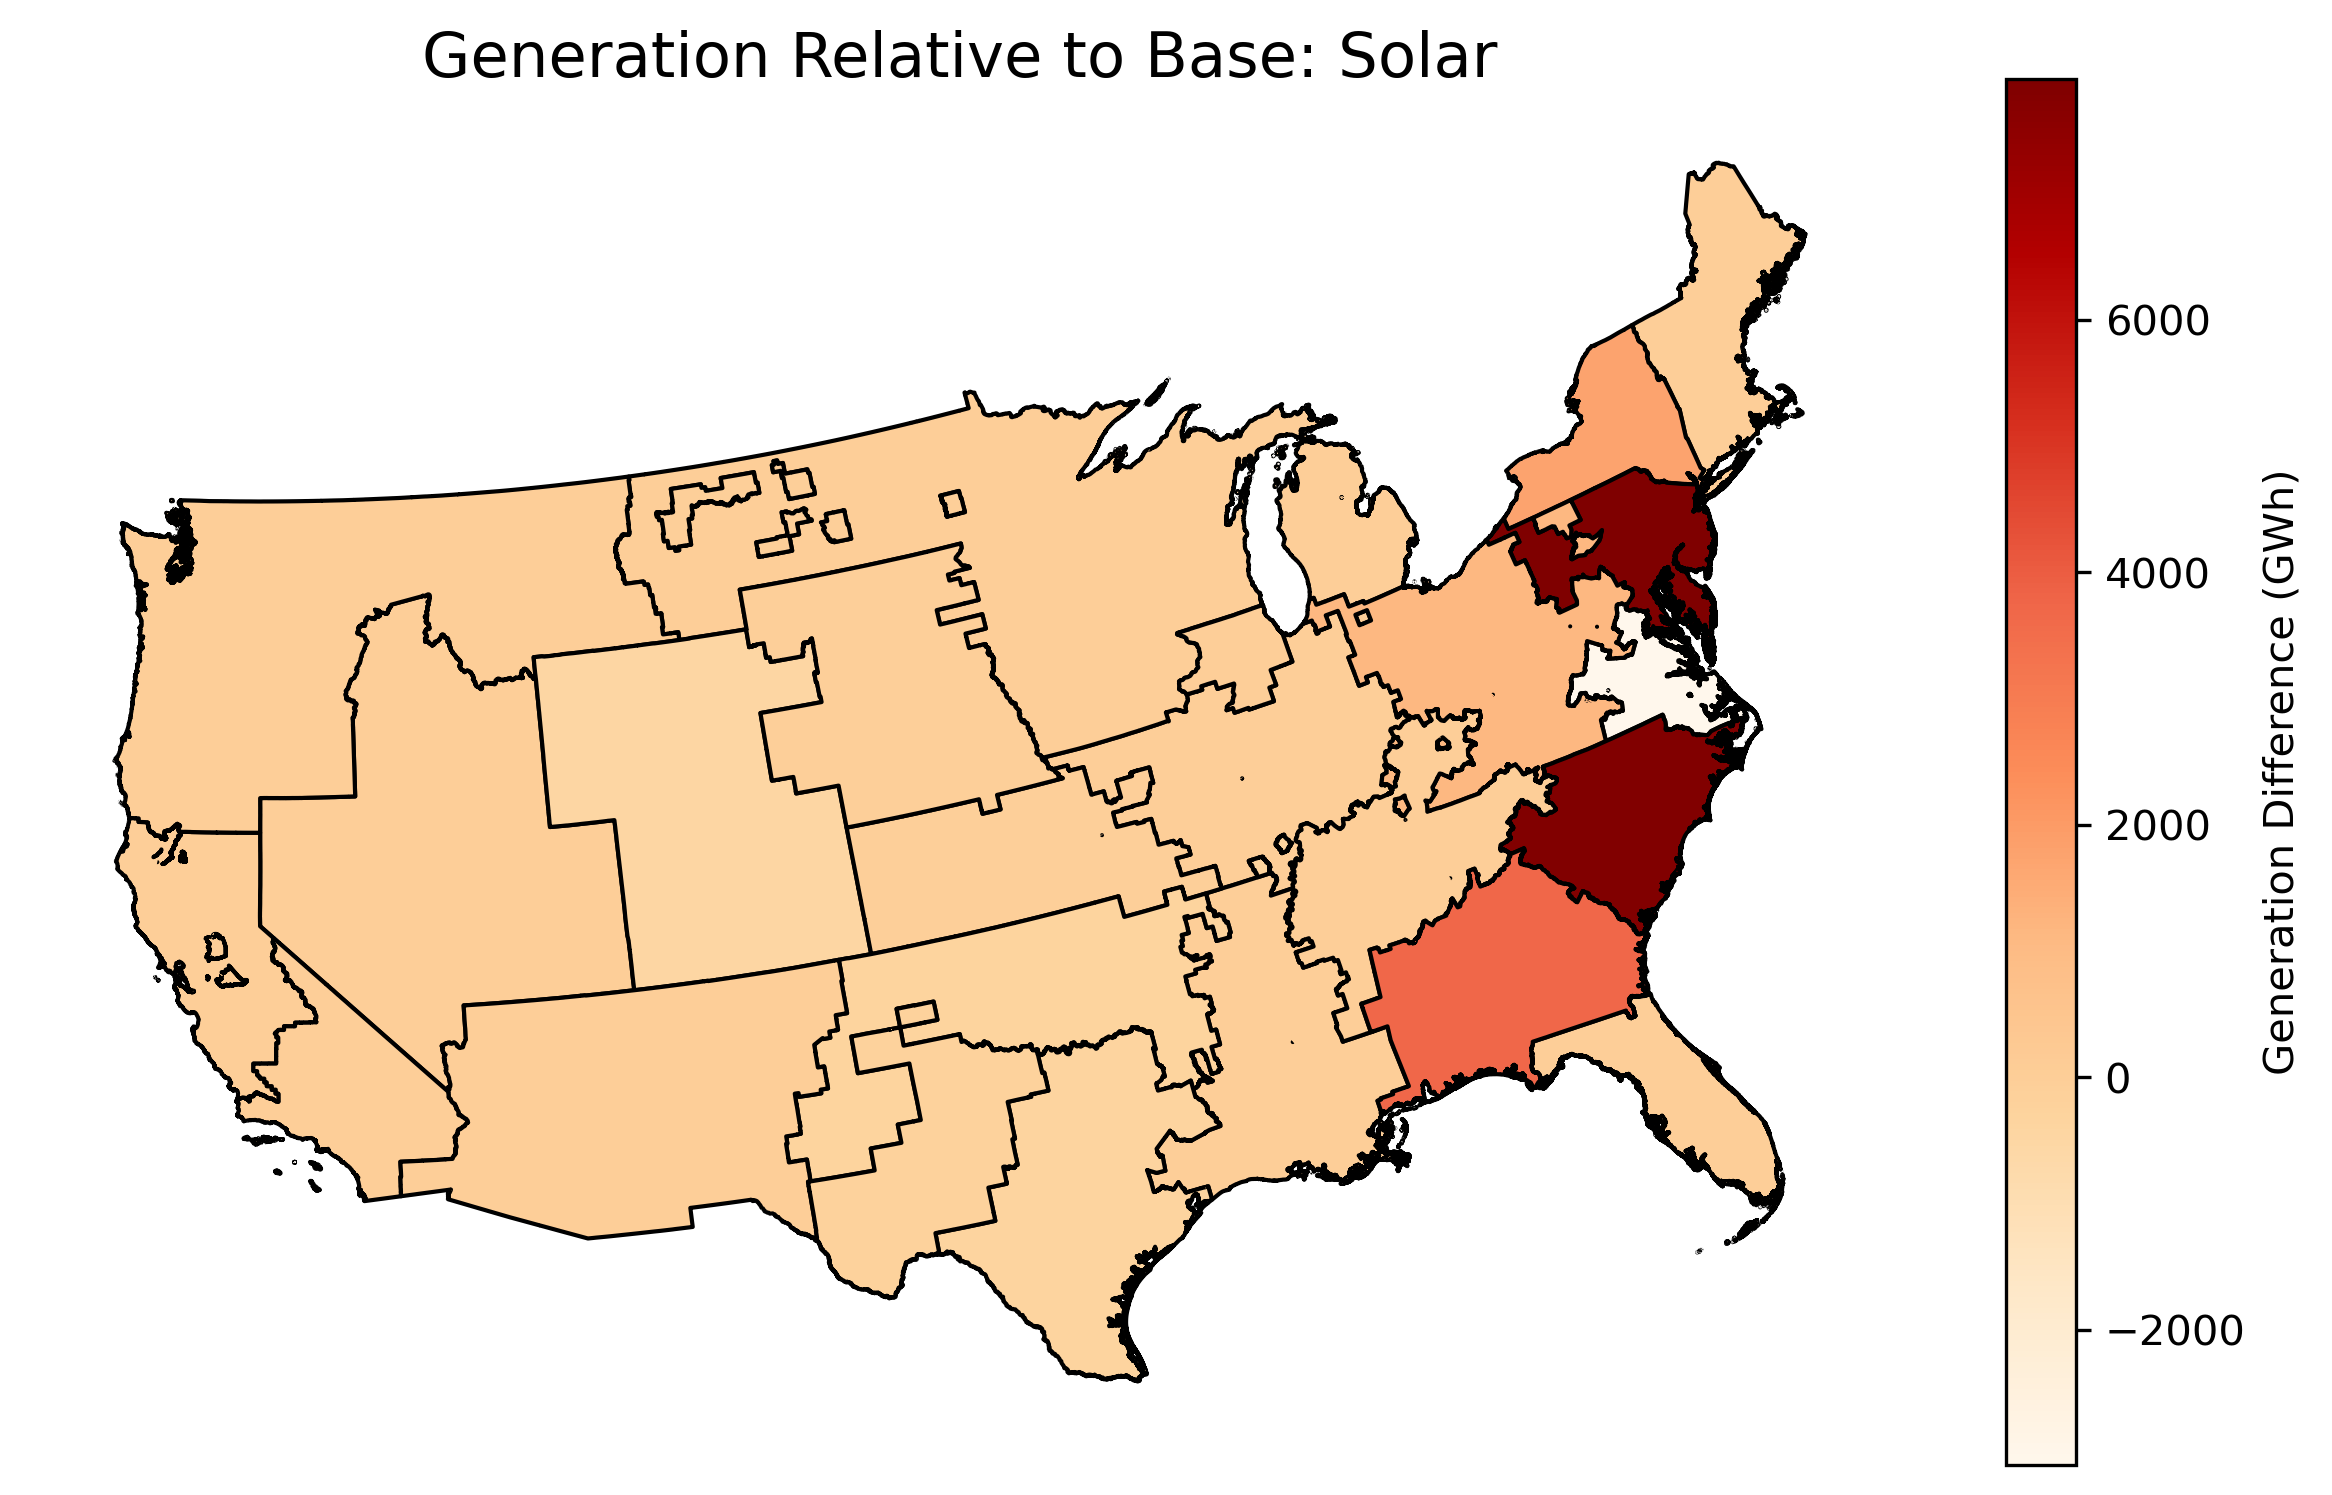 Generation Relative to Base: Solar
6000
4000
2000
0
−2000
Generation Difference (GWh)